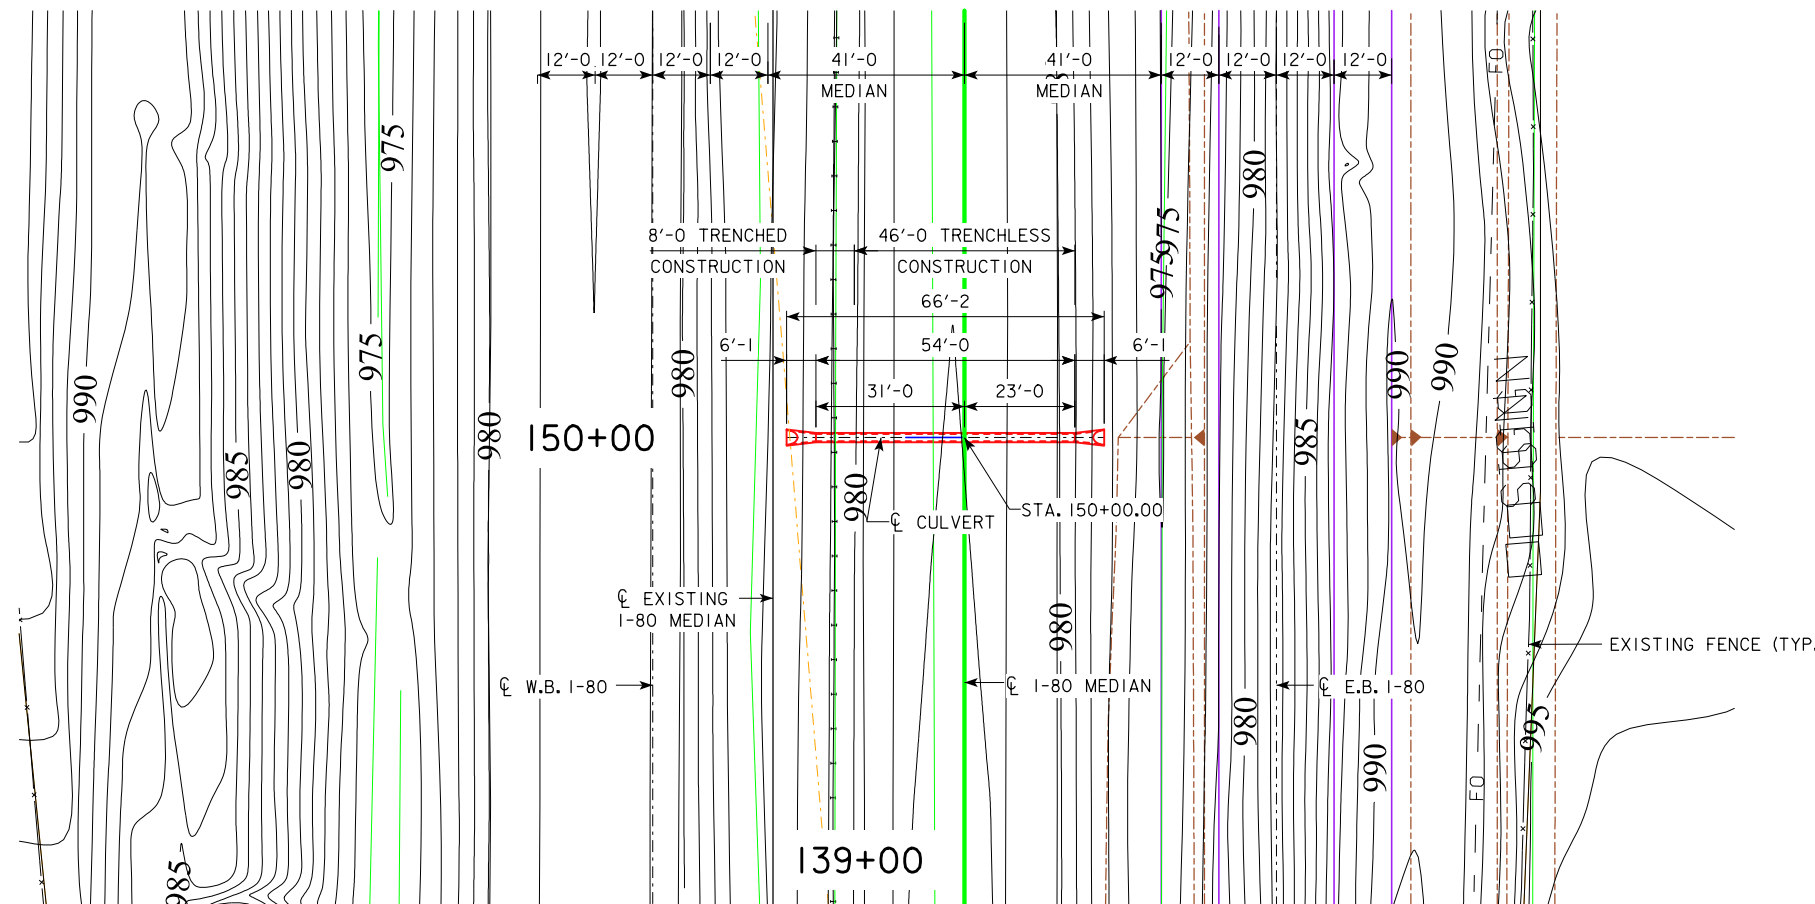 12'-0 12'-0 12'-0 12'-0 41'-0 41'-0 12'-0 12'-0 12'-0 12'-0
MEDIAN MEDIAN
FO
975
980
975 975
8'-0 TRENCHED
CONSTRUCTION
46'-0 TRENCHLESS
CONSTRUCTION
66'-2
6'-1 54'-0 6'-1
31'-0 23'-0
990
975
980
990
990
980
150+00
985
980
985
980
STA. 150+00.00
℄ CULVERT
℄ EXISTING
I-80 MEDIAN
980
EXISTING FENCE (TYP.
℄ W.B. I-80
℄ I-80 MEDIAN
℄ E.B. I-80
980
995
990
FO
139+00
985